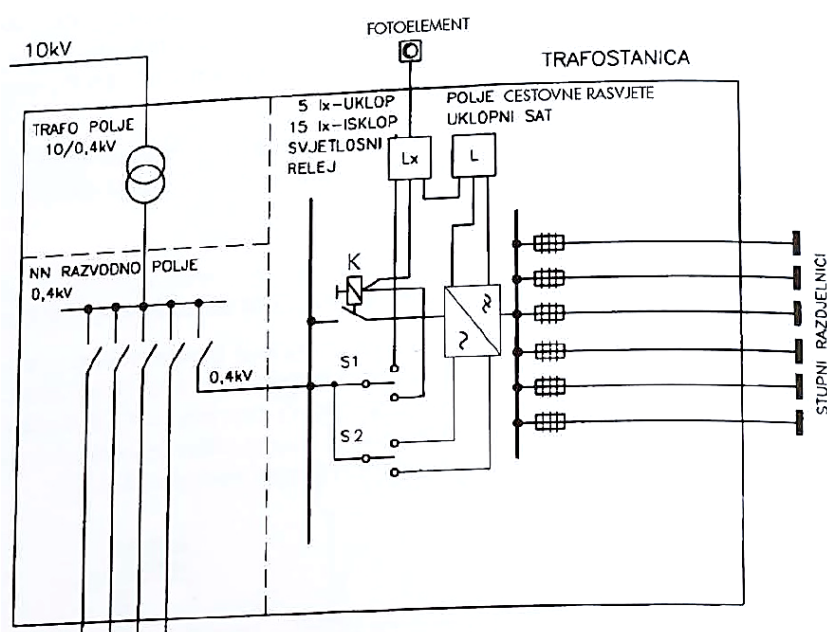 FOTOELEMENT
10kV
TRAFOSTANICA
TRAFO POLJE
10/0,4kV
5 lx-UKLOP
15 lx-ISKLOP
SVJETLOSNI
RELEJ
POLJE CESTOVNE RASVJETE
UKLOPNI SAT
Lx
L
NN RAZVODNO POLJE
0,4kV
K
0,4kV
S1
S2
STUPNI RAZDJELNICI